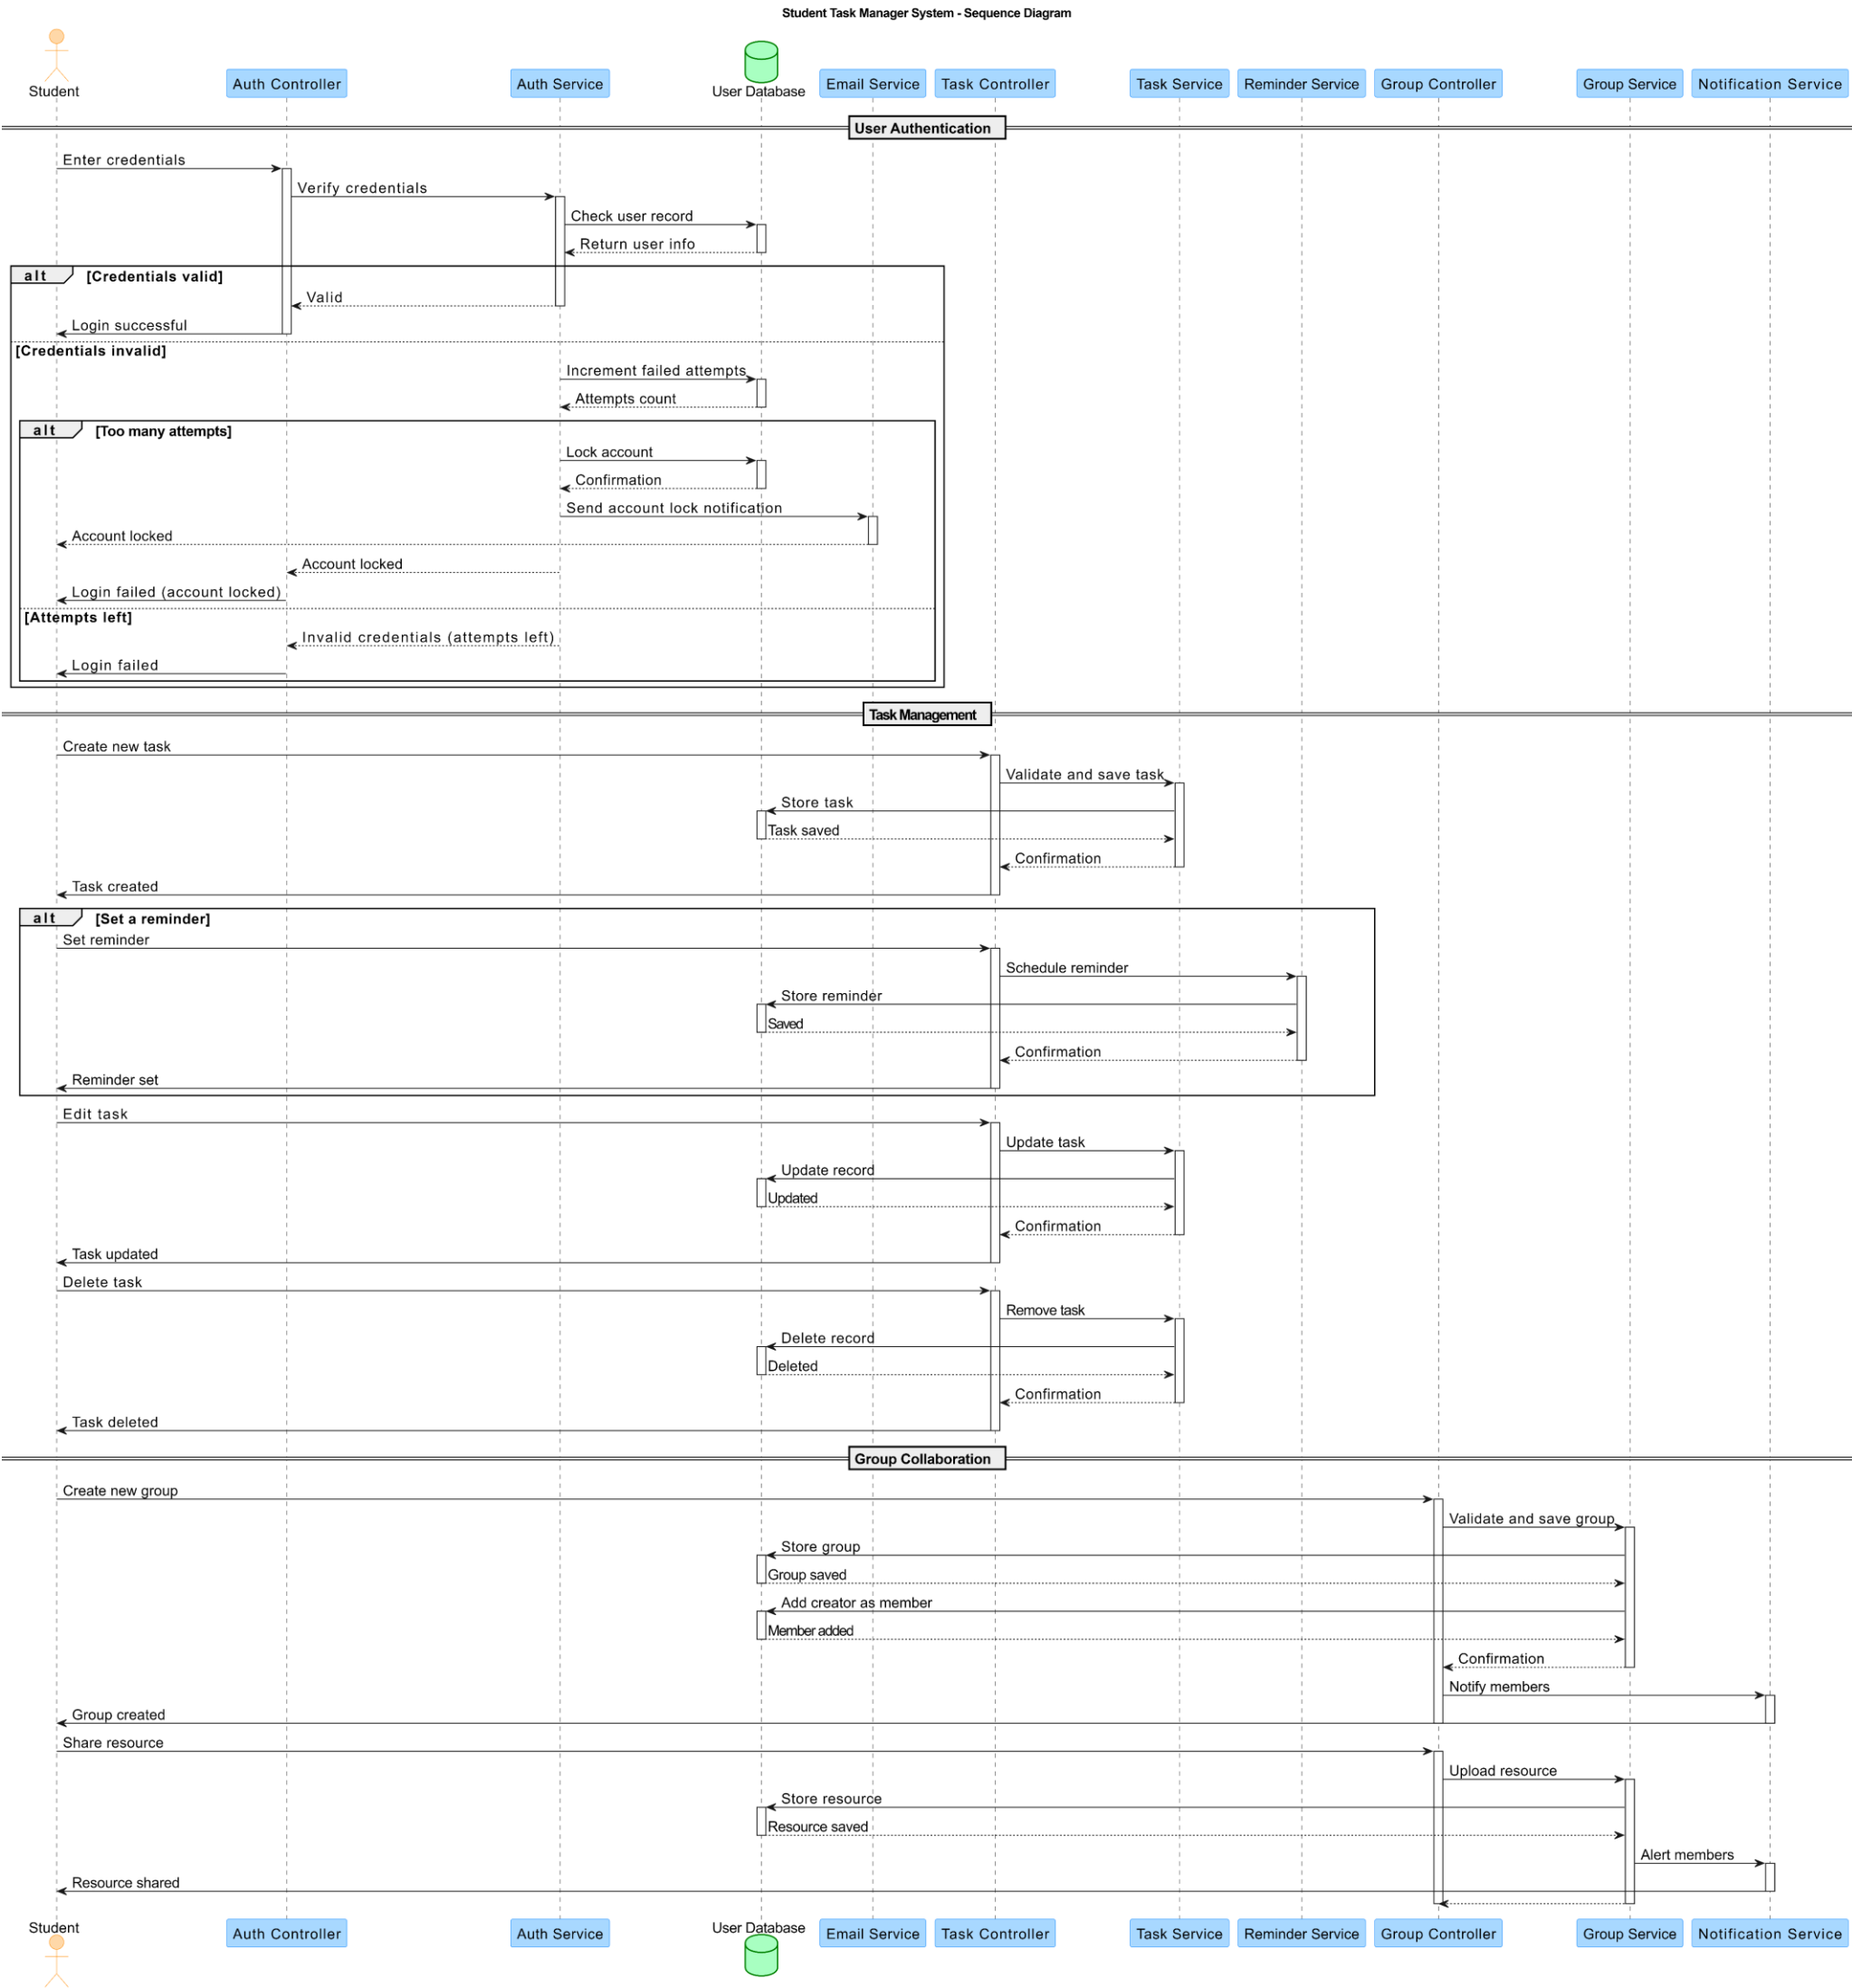 Student Task Manager System - Sequence Diagram
Student
Auth Controller
Auth Service
User Database
Email Service
Task Controller
Task Service
Reminder Service
Group Controller
Group Service
Notification Service
User Authentication
Enter credentials
Verify credentials
Check user record
Return user info
alt
[Credentials valid]
Valid
Login successful
[Credentials invalid]
Increment failed attempts
Attempts count
alt
[Too many attempts]
Lock account
Confirmation
Send account lock notification
Account locked
Account locked
Login failed (account locked)
[Attempts left]
Invalid credentials (attempts left)
Login failed
Task Management
Create new task
Validate and save task
Store task
Task saved
Confirmation
Task created
alt
[Set a reminder]
Set reminder
Schedule reminder
Store reminder
Saved
Confirmation
Reminder set
Edit task
Update task
Update record
Updated
Confirmation
Task updated
Delete task
Remove task
Delete record
Deleted
Confirmation
Task deleted
Group Collaboration
Create new group
Validate and save group
Store group
Group saved
Add creator as member
Member added
Confirmation
Notify members
Group created
Share resource
Upload resource
Store resource
Resource saved
Alert members
Resource shared
Student
Auth Controller
Auth Service
User Database
Email Service
Task Controller
Task Service
Reminder Service
Group Controller
Group Service
Notification Service